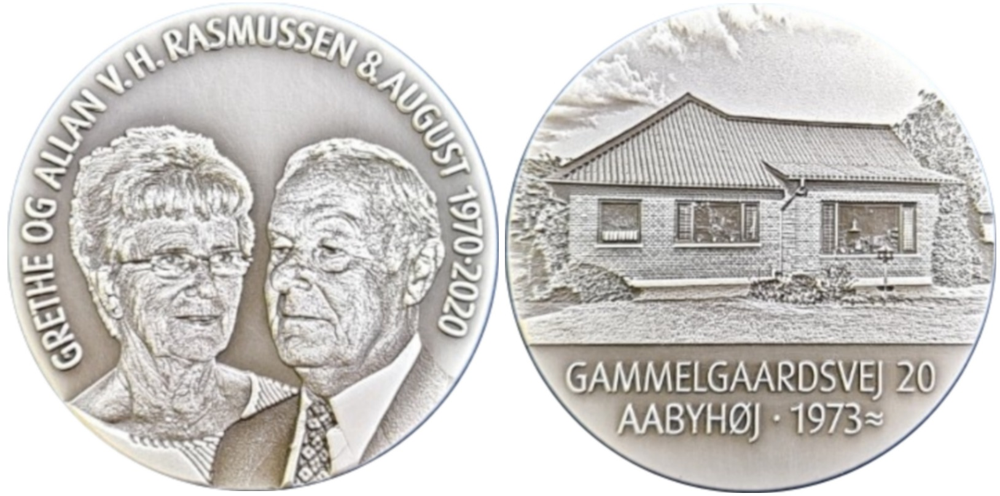 GRETHE OG ALLAN V. H. RASMUSSEN 8. AUGUST 1970·2020
GAMMELGAARDSVEJ 20
AABYHØJ · 1973≈